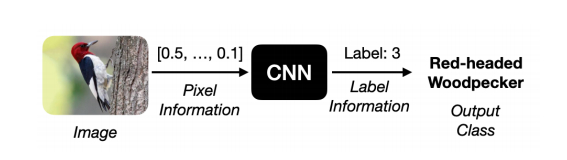 [0.5, ..., 0.1]
Pixel
Information
Image
CNN
Label: 3
Label
Information
Red-headed
Woodpecker
Output
Class